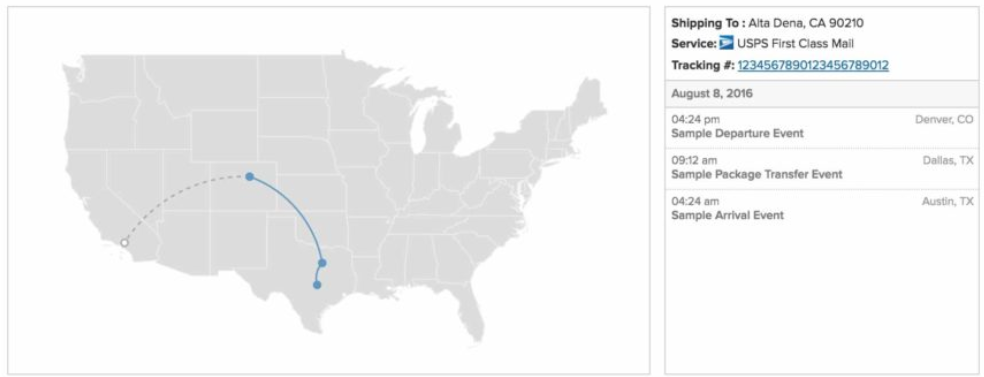 Shipping To : Alta Dena, CA 90210
Service: USPS First Class Mail
Tracking #: 1234567890123456789012
August 8, 2016
04:24 pm Denver, CO
Sample Departure Event
09:12 am Dallas, TX
Sample Package Transfer Event
04:24 am Austin, TX
Sample Arrival Event